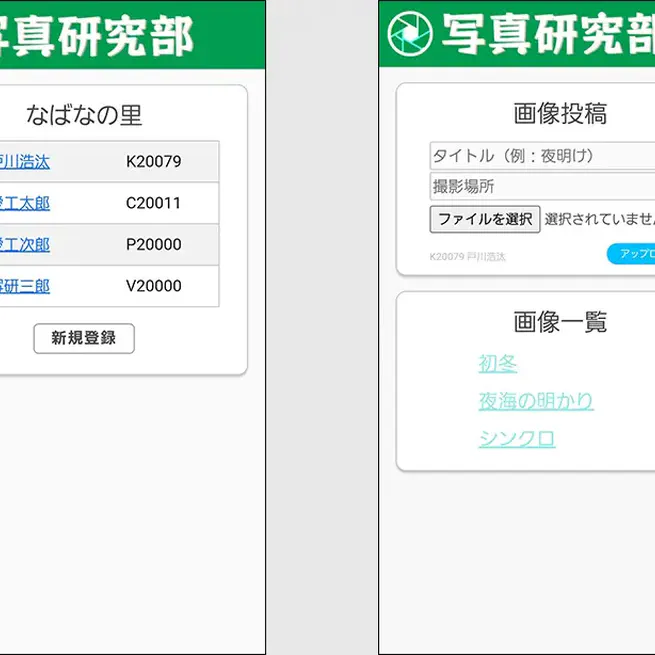 写真研究部
なばなの里
戸川浩汰 K20079
愛工太郎 C20011
愛工次郎 P20000
写研三郎 V20000
新規登録
写真研究部
画像投稿
タイトル（例：夜明け）
撮影場所
ファイルを選択 選択されていません
K20079 戸川浩汰
アップロ
画像一覧
初冬
夜海の明かり
シンクロ